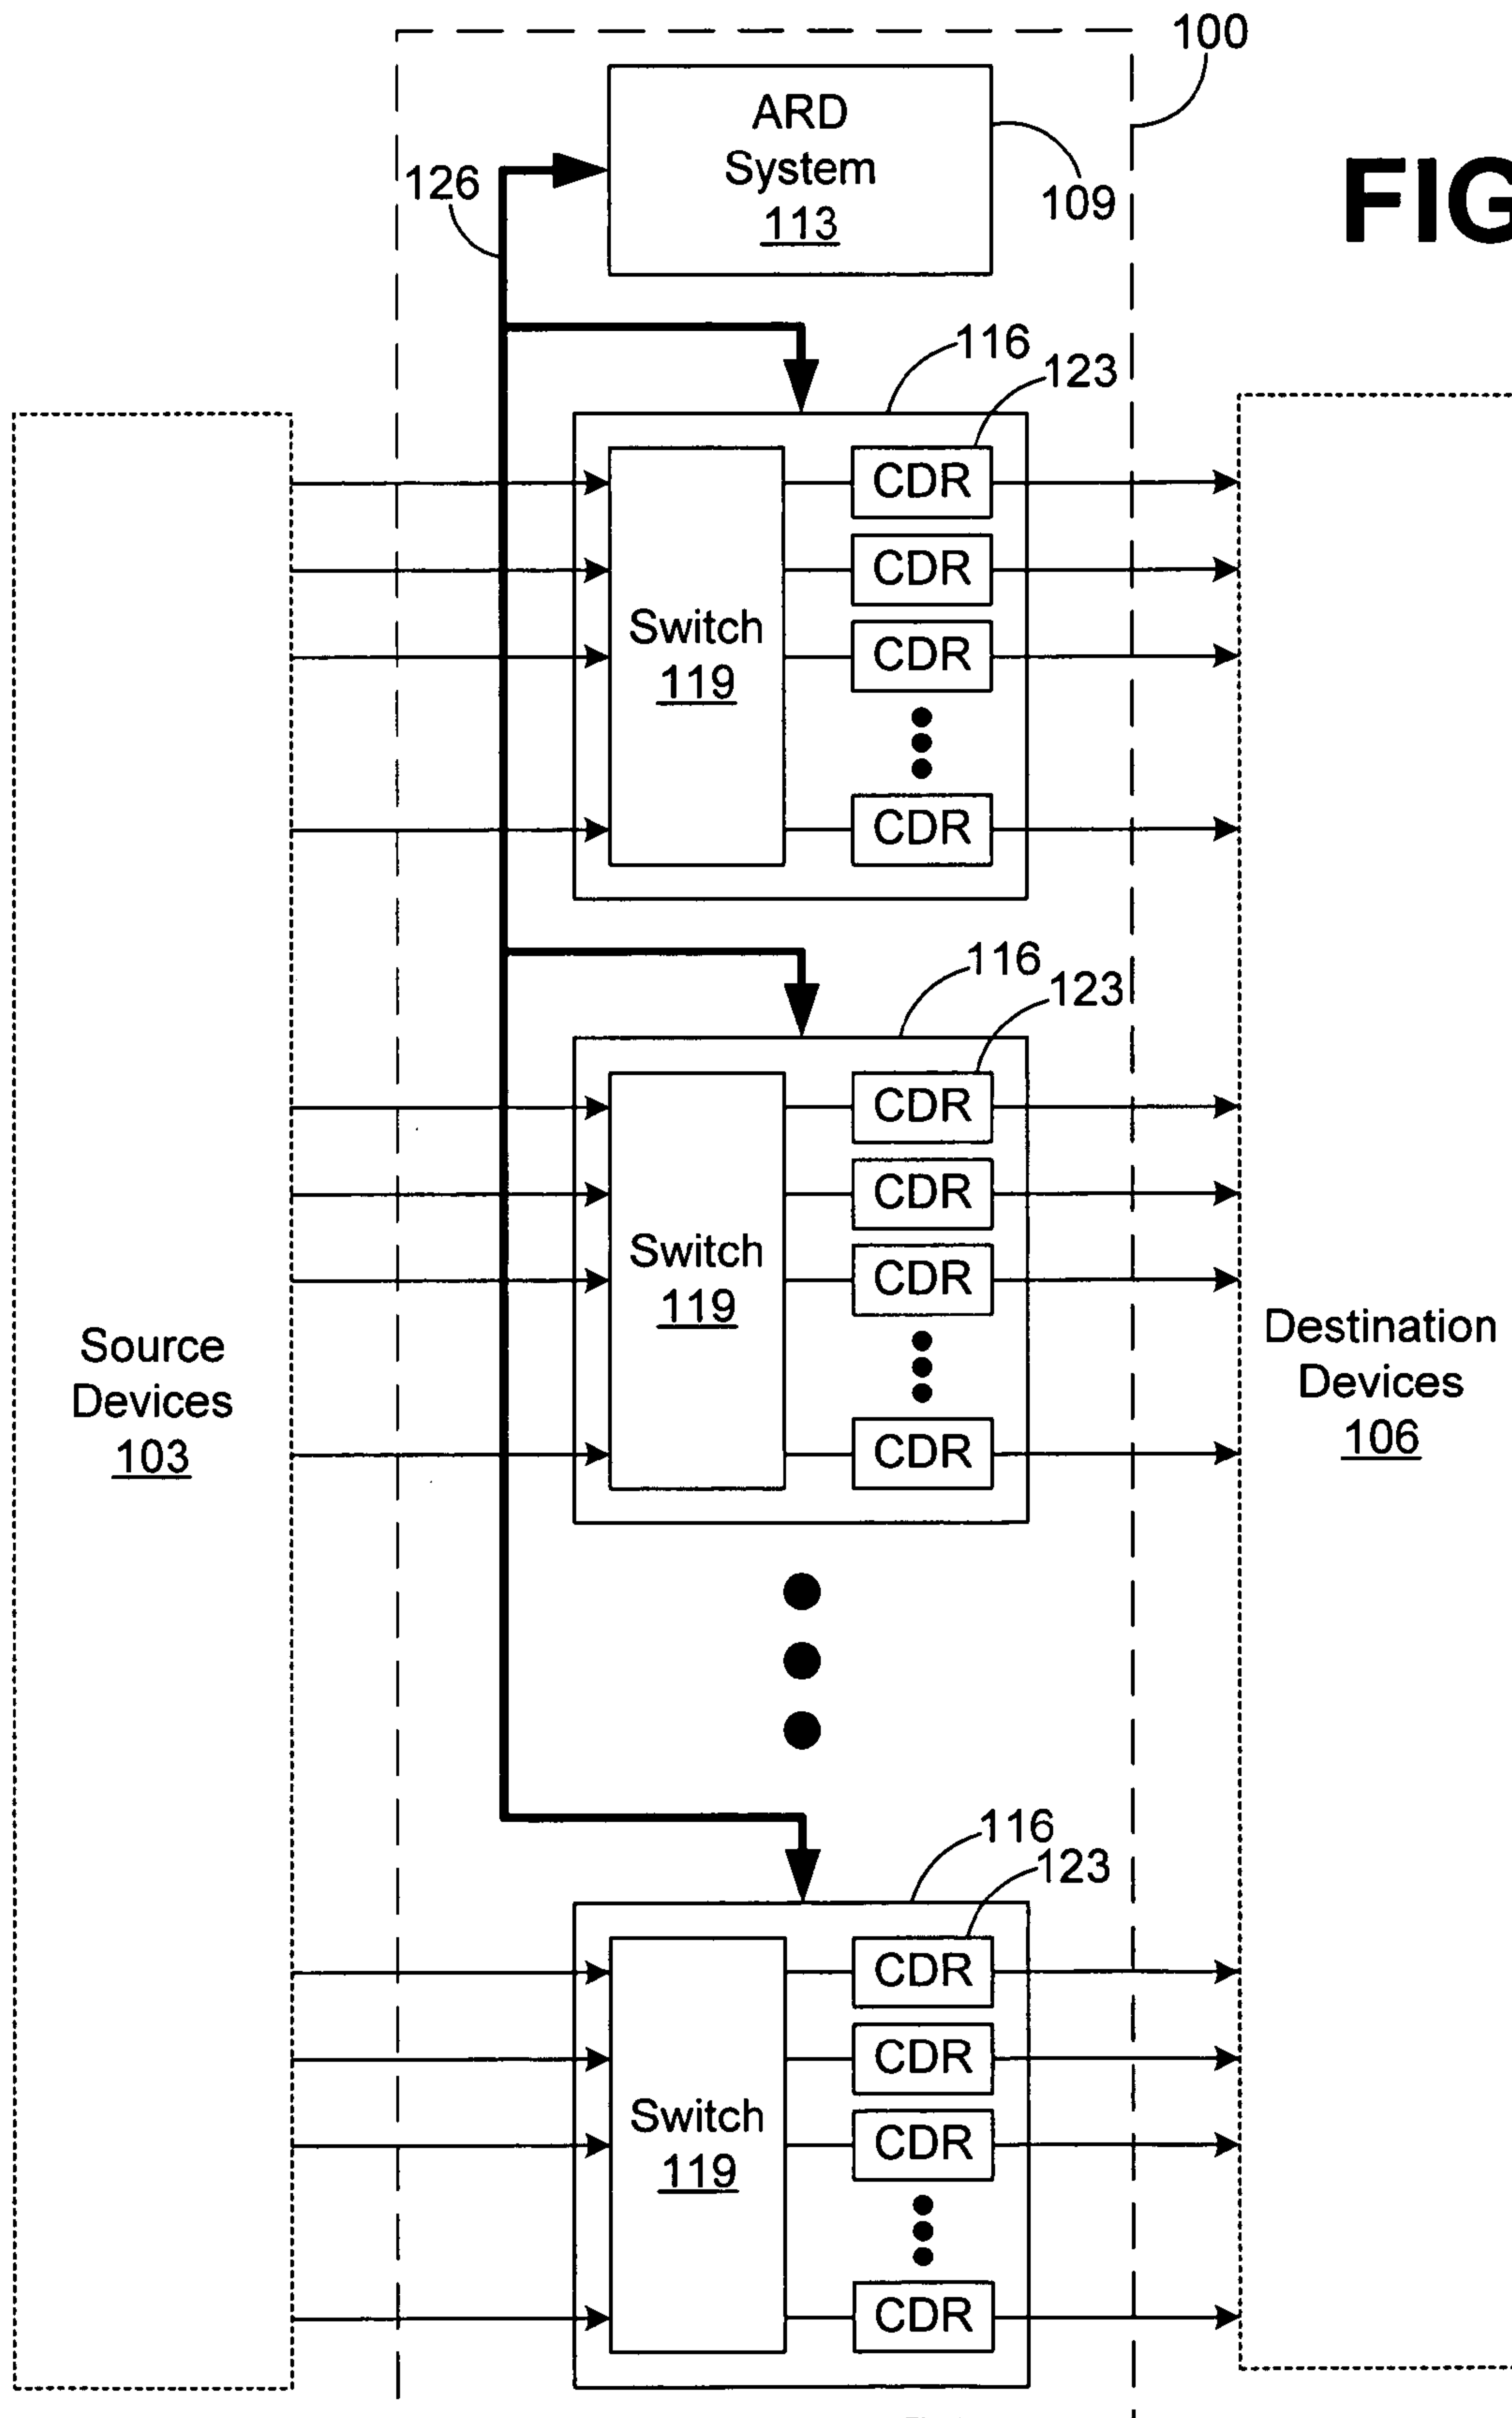 100
ARD
System
113
109
126
FIG
116
123
CDR
CDR
Switch
119
CDR
CDR
116
123
CDR
CDR
Switch
119
CDR
CDR
Source
Devices
103
Destination
Devices
106
116
123
CDR
CDR
Switch
119
CDR
CDR